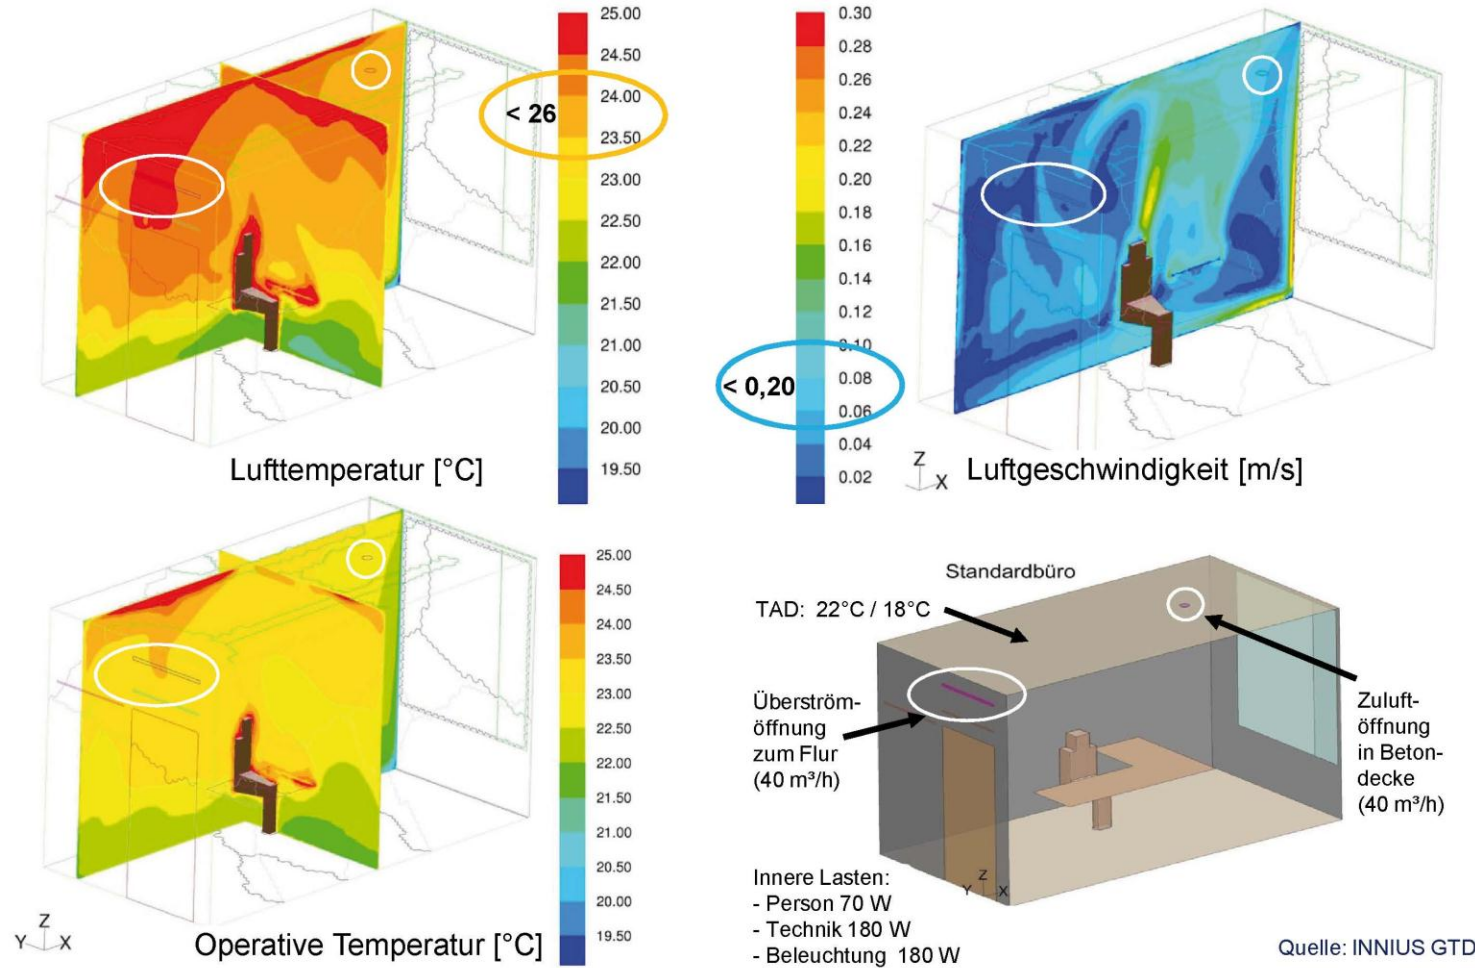 25.00
24.50
24.00
23.50
23.00
22.50
22.00
21.50
21.00
20.50
20.00
19.50
< 26
Lufttemperatur [°C]
0.30
0.28
0.26
0.24
0.22
0.20
0.18
0.16
0.14
0.12
0.10
0.08
0.06
0.04
0.02
< 0,20
Z
X
Luftgeschwindigkeit [m/s]
25.00
24.50
24.00
23.50
23.00
22.50
22.00
21.50
21.00
20.50
20.00
19.50
Z
Y X
Operative Temperatur [°C]
Standardbüro
TAD: 22°C / 18°C
Überström-
öffnung
zum Flur
(40 m³/h)
Zuluft-
öffnung
in Beton-
decke
(40 m³/h)
Z
Y X
Innere Lasten:
- Person 70 W
- Technik 180 W
- Beleuchtung 180 W
Quelle: INNIUS GTD